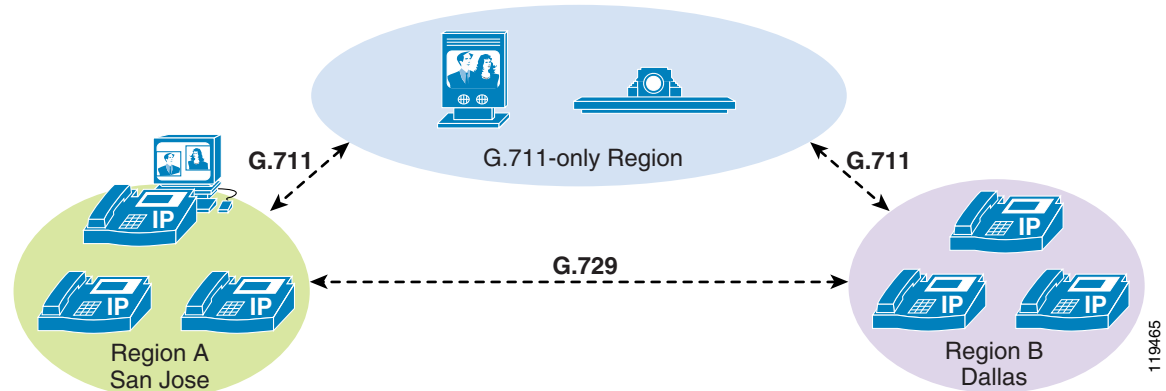 G.711-only Region
G.711
G.711
IP
IP
IP
G.729
IP
IP
IP
Region A
San Jose
Region B
Dallas
119465